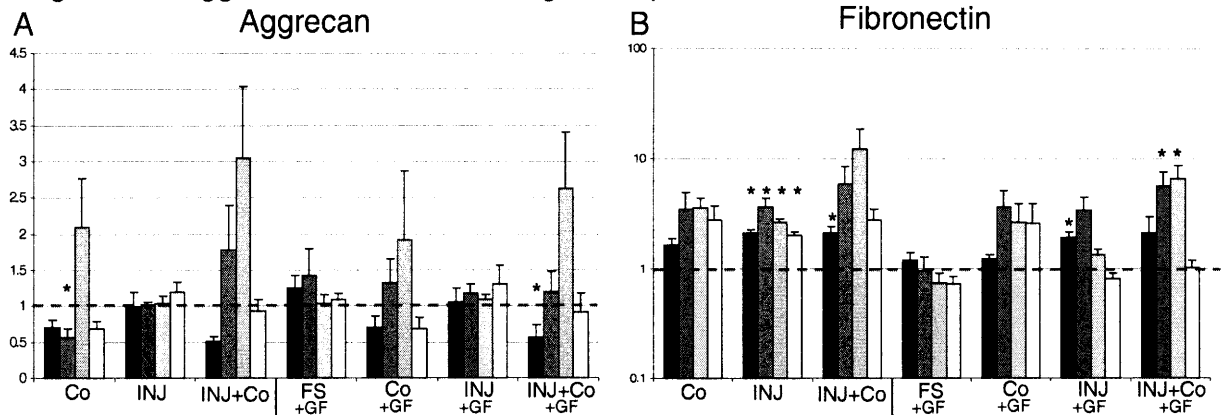 A
Aggrecan
4.5
4
3.5
3
2.5
2
1.5
1
0.5
0
*
*
Co
INJ
INJ+Co
FS
+GF
Co
+GF
INJ
+GF
INJ+Co
+GF
B
Fibronectin
100
10
1
0.1
* * * *
*
*
* *
Co
INJ
INJ+Co
FS
+GF
Co
+GF
INJ
+GF
INJ+Co
+GF